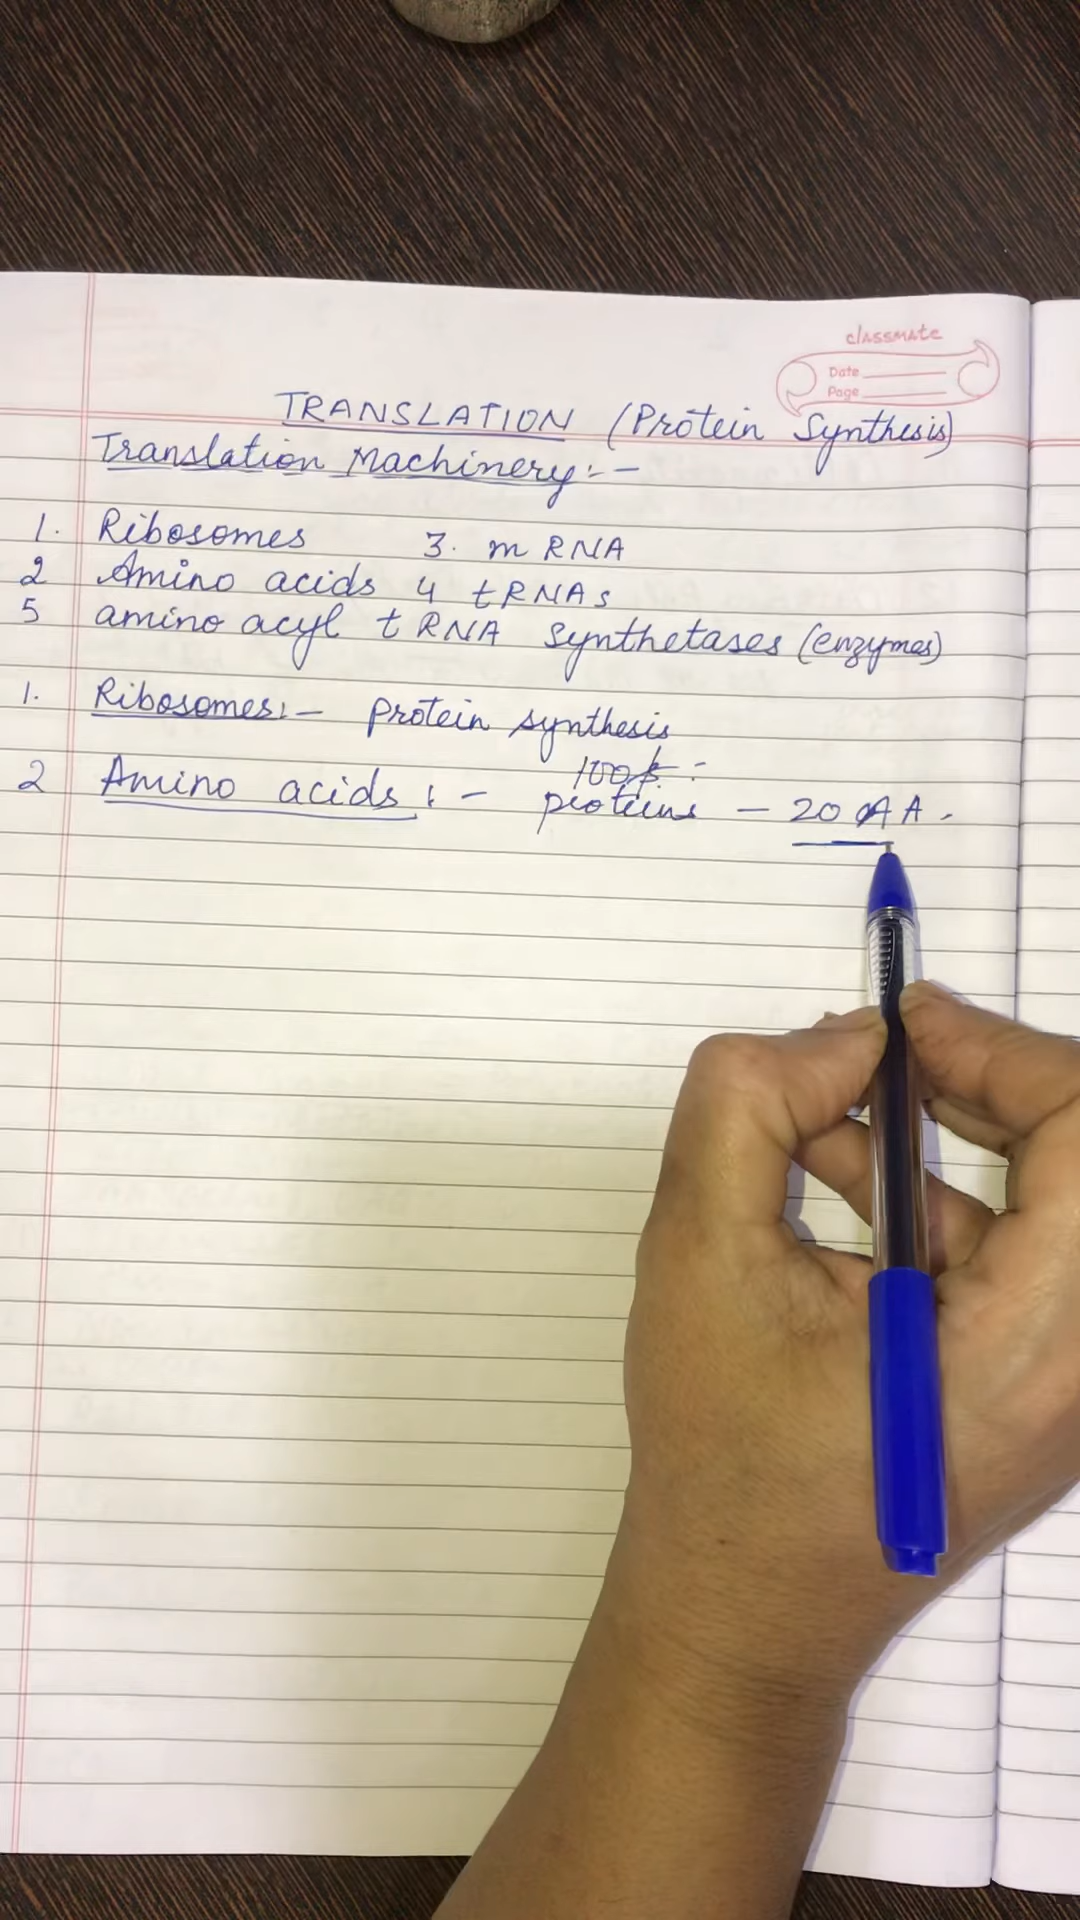 classmate
Date
Page
TRANSLATION (Protein Synthesis)
Translation Machinery:-
1. Ribosomes 3. mRNA
2 Amino acids 4 tRNAs
5 amino acyl tRNA synthetases (enzymes)
1. Ribosomes:- protein synthesis
2 Amino acids:- proteins - 20 AA.